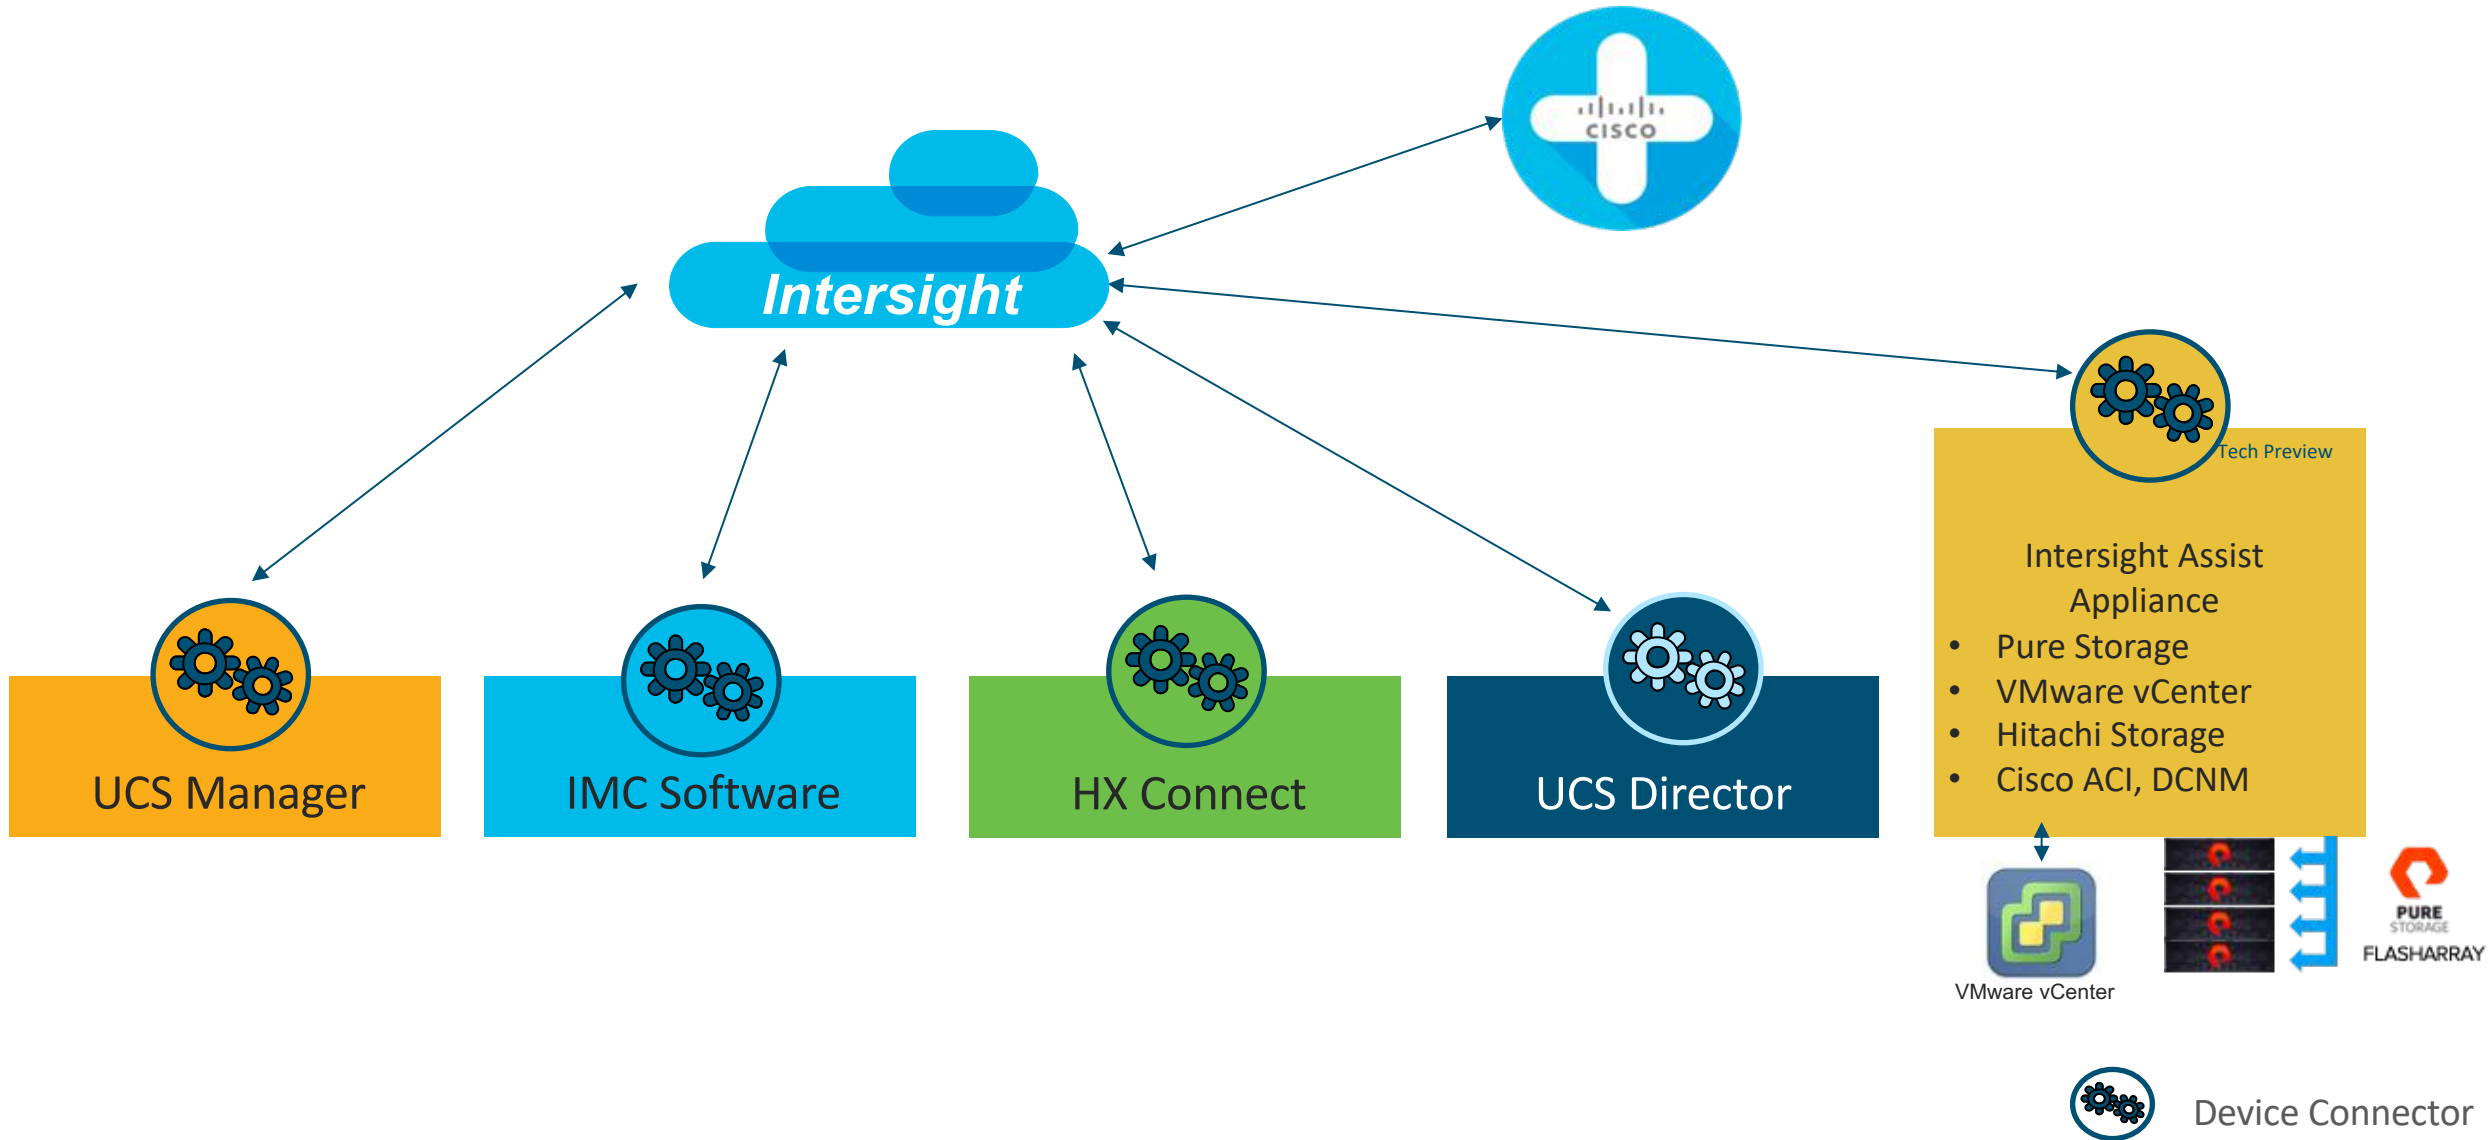 CISCO
Intersight
Tech Preview
Intersight Assist
Appliance
• Pure Storage
• VMware vCenter
• Hitachi Storage
• Cisco ACI, DCNM
UCS Manager
IMC Software
HX Connect
UCS Director
PURE
STORAGE
FLASHARRAY
VMware vCenter
Device Connector